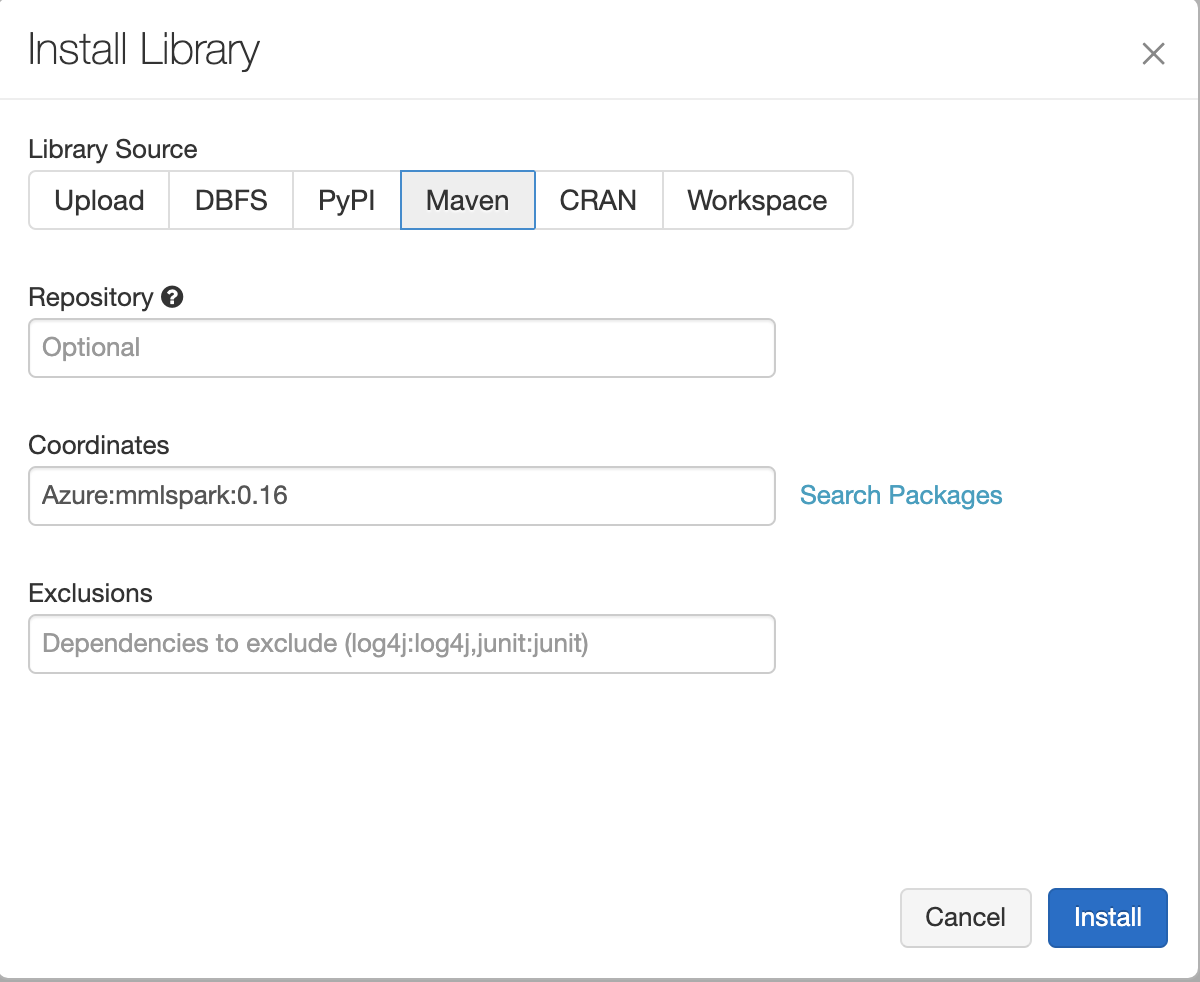 Install Library
Library Source
Upload DBFS PyPI Maven CRAN Workspace
Repository ?
Optional
Coordinates
Azure:mmlspark:0.16 Search Packages
Exclusions
Dependencies to exclude (log4j:log4j,junit:junit)
Cancel Install